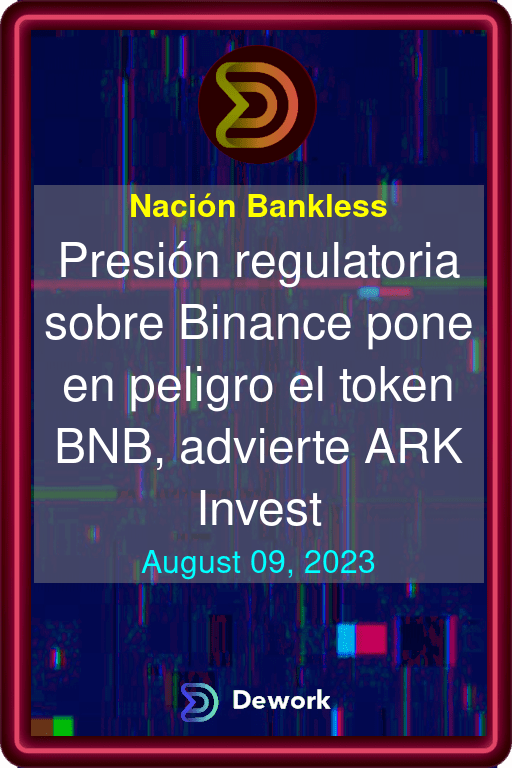 Nación Bankless
Presión regulatoria
sobre Binance pone
en peligro el token
BNB, advierte ARK
Invest
August 09, 2023
Dework